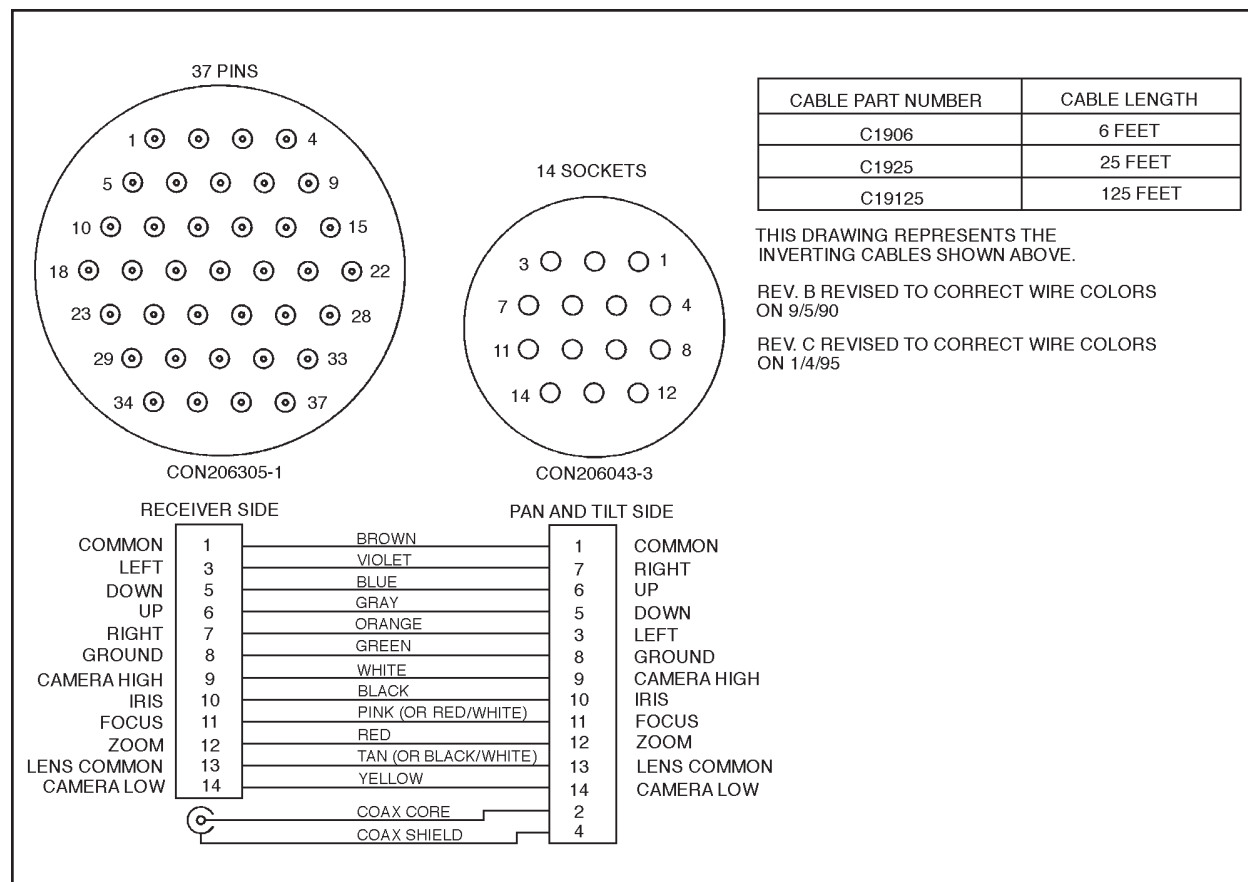 37 PINS
1 4
5 9
10 15
18 22
23 28
29 33
34 37
CON206305-1
14 SOCKETS
3 1
7 4
11 8
14 12
CON206043-3
CABLE PART NUMBER CABLE LENGTH
C1906 6 FEET
C1925 25 FEET
C19125 125 FEET
THIS DRAWING REPRESENTS THE
INVERTING CABLES SHOWN ABOVE.
REV. B REVISED TO CORRECT WIRE COLORS
ON 9/5/90
REV. C REVISED TO CORRECT WIRE COLORS
ON 1/4/95
RECEIVER SIDE PAN AND TILT SIDE
COMMON 1 BROWN 1 COMMON
LEFT 3 VIOLET 7 RIGHT
DOWN 5 BLUE 6 UP
UP 6 GRAY 5 DOWN
RIGHT 7 ORANGE 3 LEFT
GROUND 8 GREEN 8 GROUND
CAMERA HIGH 9 WHITE 9 CAMERA HIGH
IRIS 10 BLACK 10 IRIS
FOCUS 11 PINK (OR RED/WHITE) 11 FOCUS
ZOOM 12 RED 12 ZOOM
LENS COMMON 13 TAN (OR BLACK/WHITE) 13 LENS COMMON
CAMERA LOW 14 YELLOW 14 CAMERA LOW
COAX CORE 2
COAX SHIELD 4